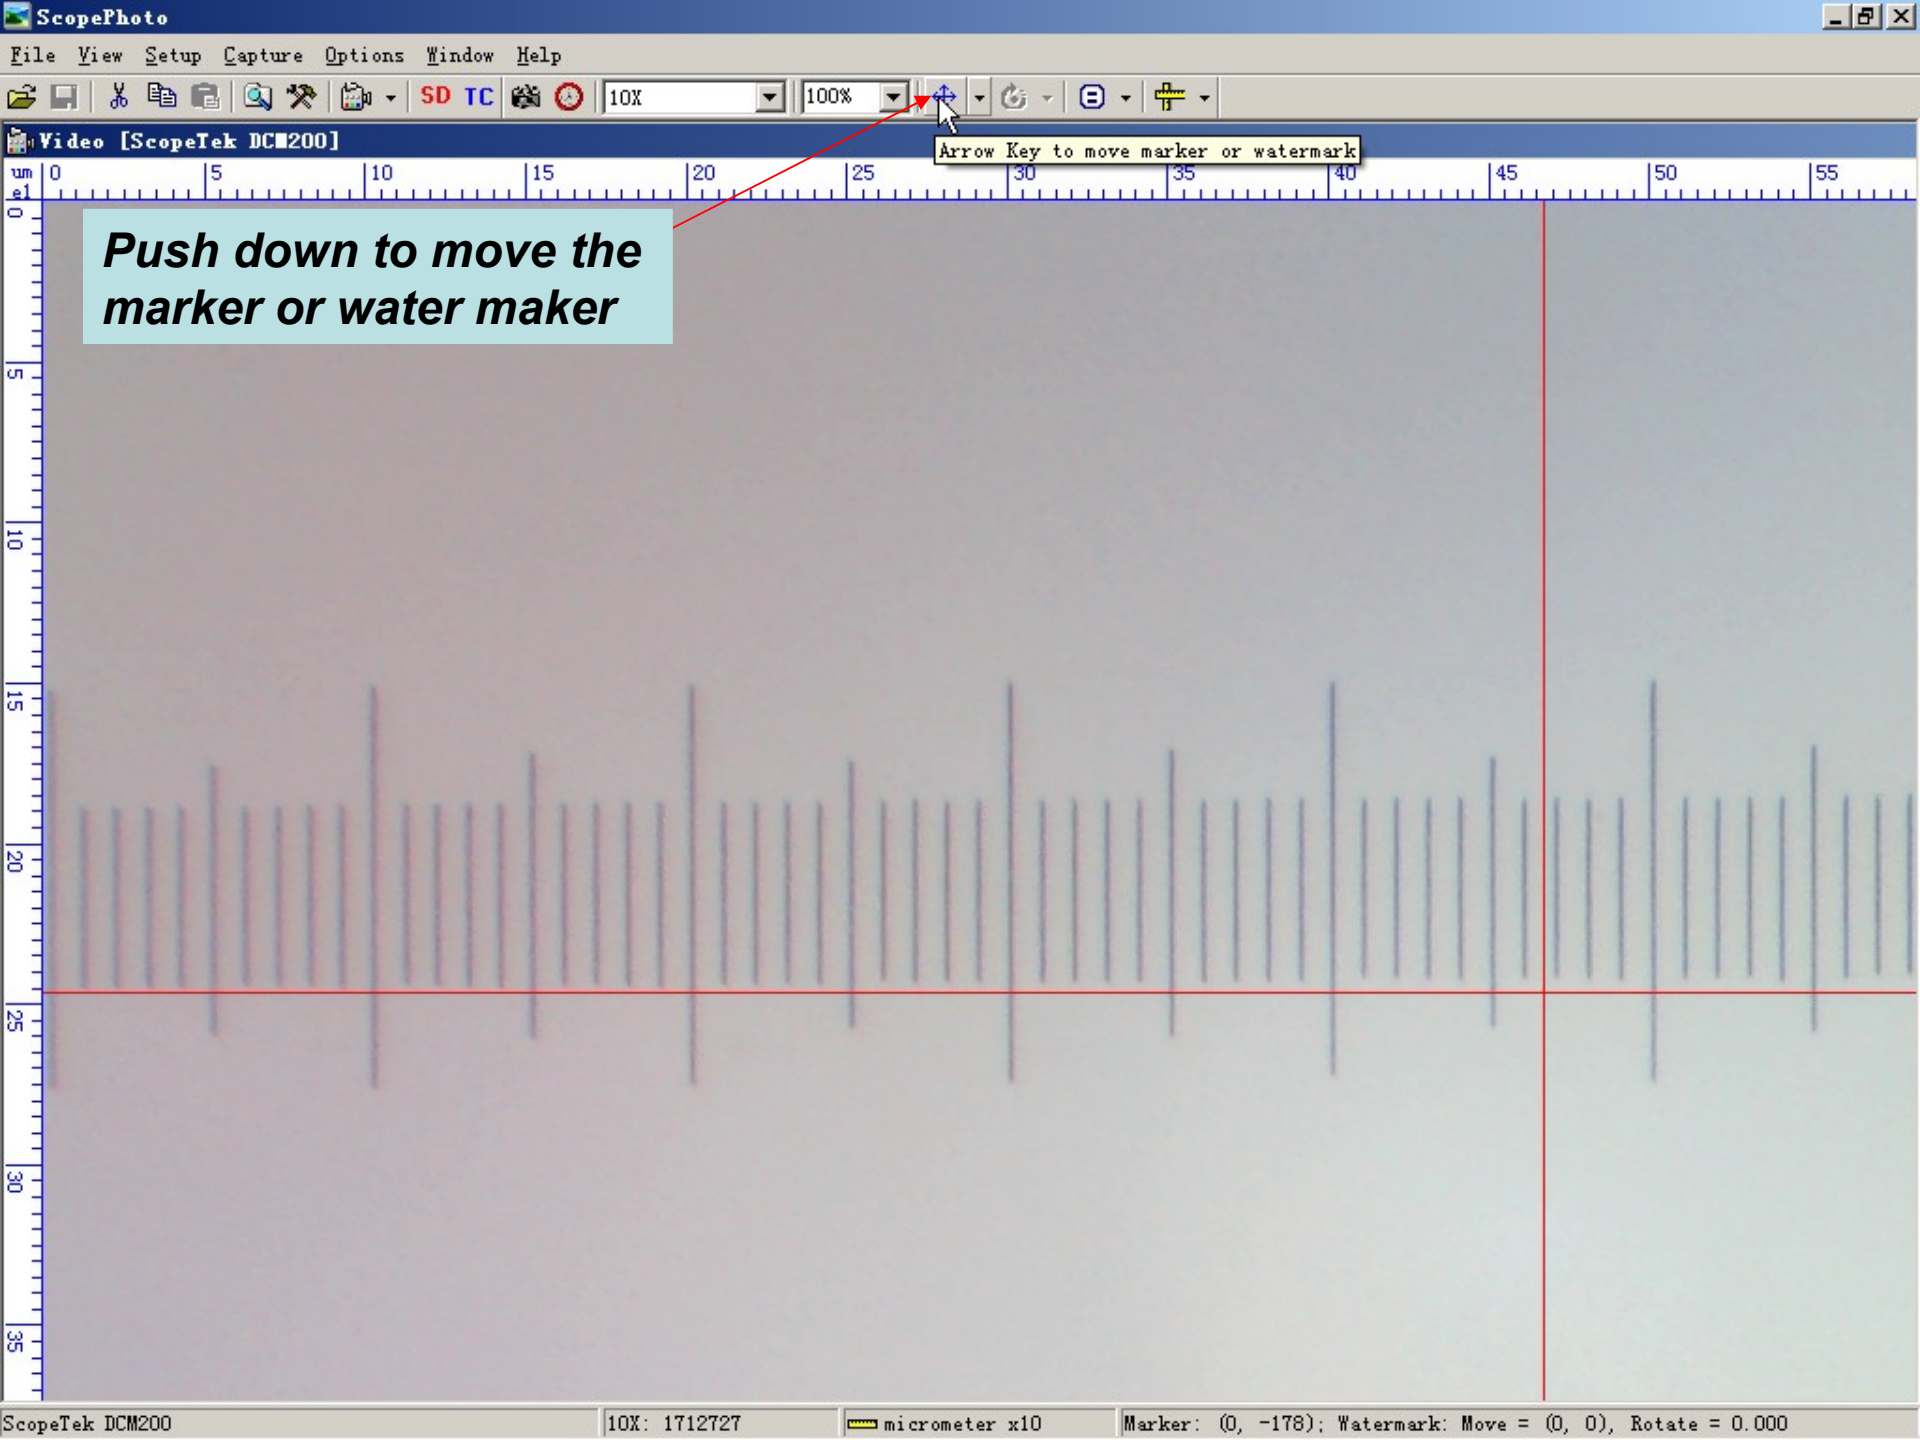 ScopePhoto
File View Setup Capture Options Window Help
SD TC 10X 100%
Video [ScopeTek DCM200]
Arrow Key to move marker or watermark
um 0 5 10 15 20 25 30 35 40 45 50 55
e1
0
Push down to move the
marker or water maker
5
10
15
20
25
30
35
ScopeTek DCM200 10X: 1712727 micrometer x10 Marker: (0, -178); Watermark: Move = (0, 0), Rotate = 0.000